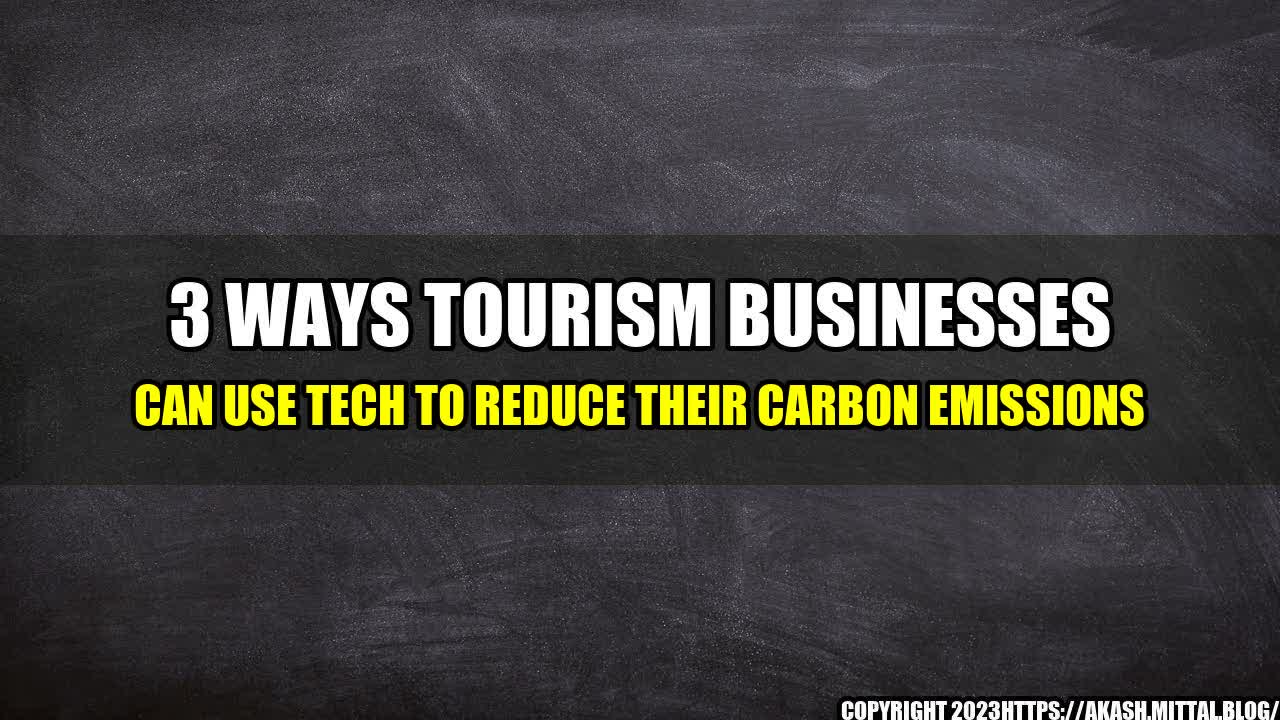 3 WAYS TOURISM BUSINESSES
CAN USE TECH TO REDUCE THEIR CARBON EMISSIONS
COPYRIGHT 2023HTTPS://AKASH.MITTAL.BLOG/